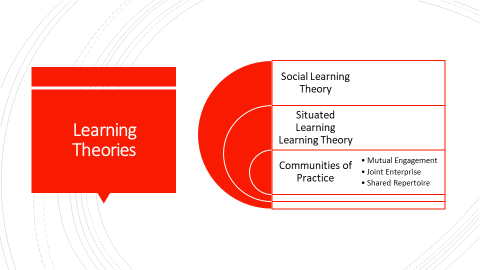 Learning
Theories
Social Learning
Theory
Situated
Learning
Learning Theory
Communities of
Practice
• Mutual Engagement
• Joint Enterprise
• Shared Repertoire